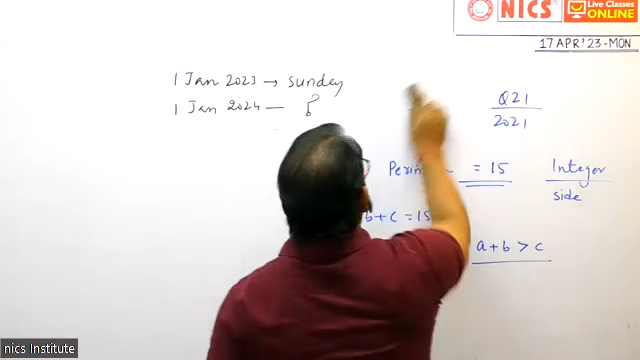 NICS
Live Classes
ONLINE
17 APR'23-MON
1 Jan 2023 → sunday
1 Jan 2024 —
Q21
2021
= 15
Integer
side
b+c = 15
a+b > c
nics Institute